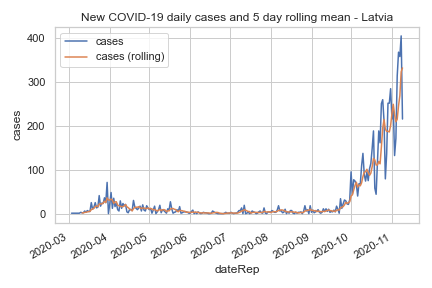 New COVID-19 daily cases and 5 day rolling mean - Latvia
cases
cases (rolling)
400
300
200
100
0
cases
2020-03
2020-04
2020-05
2020-06
2020-07
2020-08
2020-09
2020-10
2020-11
dateRep